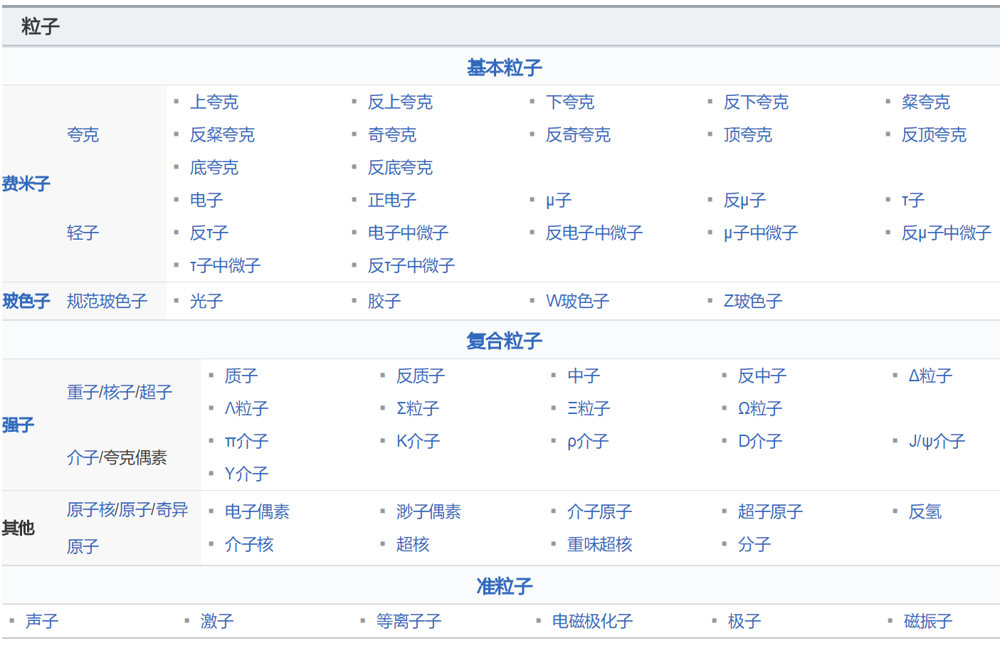 粒子
基本粒子
上夸克 反上夸克 下夸克 反下夸克 粲夸克
夸克 反粲夸克 奇夸克 反奇夸克 顶夸克 反顶夸克
底夸克 反底夸克
费米子
电子 正电子 μ子 反μ子 τ子
轻子 反τ子 电子中微子 反电子中微子 μ子中微子 反μ子中微子
τ子中微子 反τ子中微子
玻色子 规范玻色子 光子 胶子 W玻色子 Z玻色子
复合粒子
质子 反质子 中子 反中子 Δ粒子
重子/核子/超子
Λ粒子 Σ粒子 Ξ粒子 Ω粒子
强子
π介子 K介子 ρ介子 D介子 J/ψ介子
介子/夸克偶素
Υ介子
原子核/原子/奇异 电子偶素 渺子偶素 介子原子 超子原子 反氢
其他
原子 介子核 超核 重味超核 分子
准粒子
声子 激子 等离子子 电磁极化子 极子 磁振子